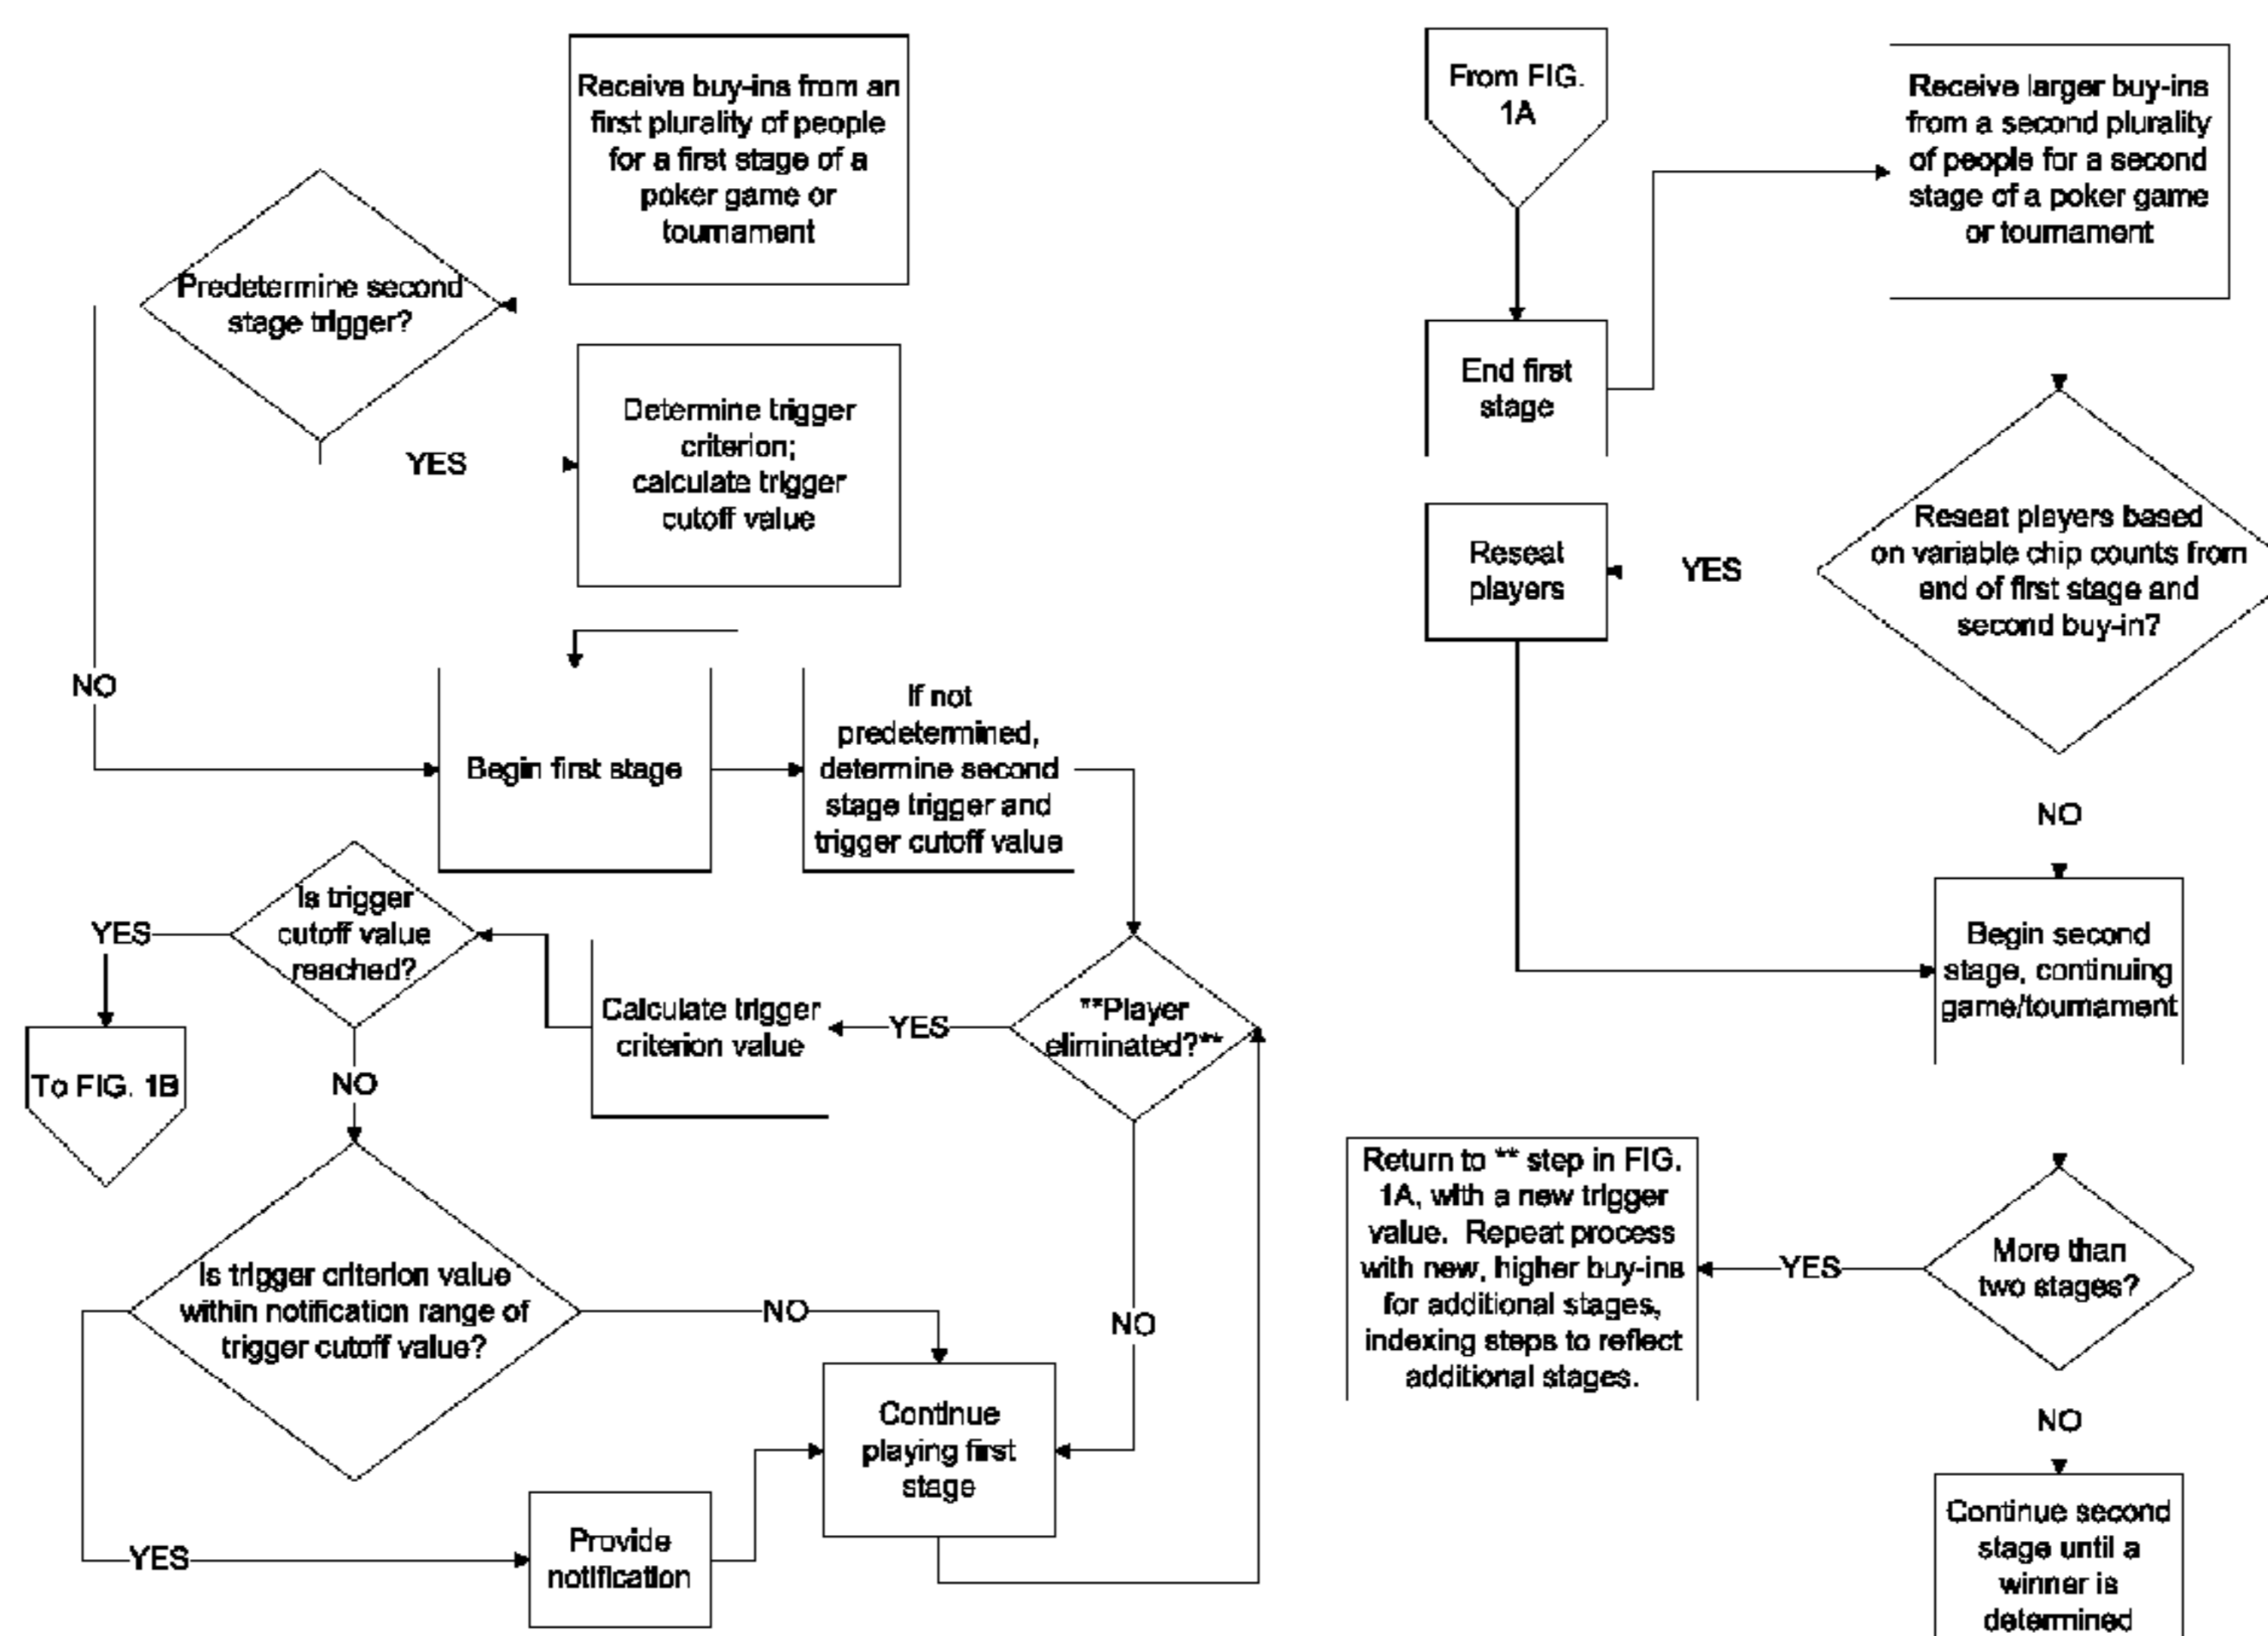 Receive buy-ins from an
first plurality of people
for a first stage of a
poker game or
tournament
Predetermine second
stage trigger?
YES
Determine trigger
criterion;
calculate trigger
cutoff value
NO
Begin first stage
If not
predetermined,
determine second
stage trigger and
trigger cutoff value
Is trigger
cutoff value
reached?
YES
To FIG. 1B
NO
Calculate trigger
criterion value
YES
**Player
eliminated?**
NO
Is trigger criterion value
within notification range of
trigger cutoff value?
NO
YES
Provide
notification
Continue
playing first
stage
From FIG.
1A
Receive larger buy-ins
from a second plurality
of people for a second
stage of a poker game
or tournament
End first
stage
Reseat players based
on variable chip counts from
end of first stage and
second buy-in?
YES
Reseat
players
NO
Begin second
stage, continuing
game/tournament
More than
two stages?
YES
Return to ** step in FIG.
1A, with a new trigger
value. Repeat process
with new, higher buy-ins
for additional stages,
indexing steps to reflect
additional stages.
NO
Continue second
stage until a
winner is
determined